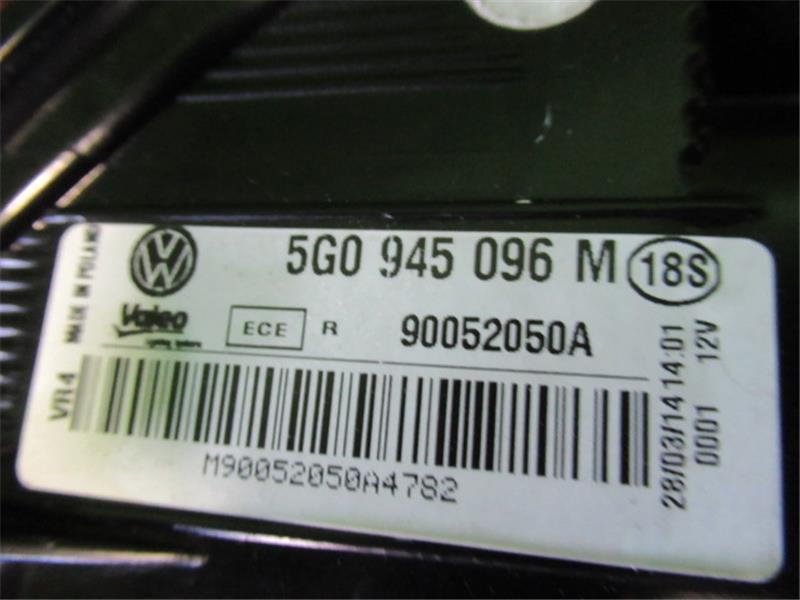 MADE IN POLAND
VR4
5G0 945 096 M 18S
Valeo
ECE R 90052050A
M90052050A4782
28/03/14 14:01
0001 12V